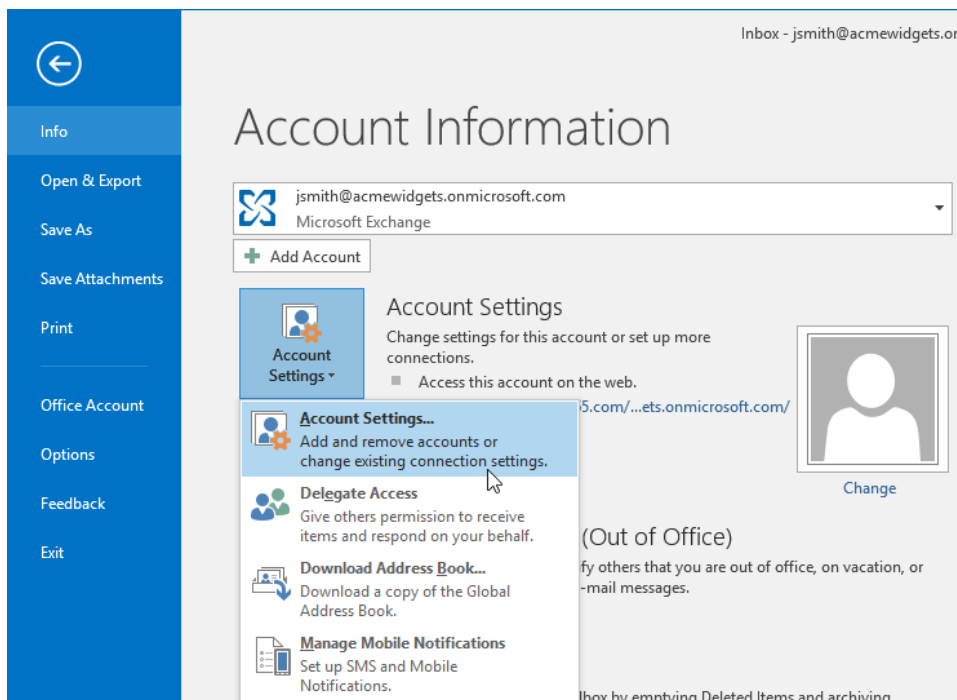 Inbox - jsmith@acmewidgets.on
Info
Open & Export
Save As
Save Attachments
Print
Office Account
Options
Feedback
Exit
Account Information
jsmith@acmewidgets.onmicrosoft.com
Microsoft Exchange
Add Account
Account
Settings
Account Settings
Change settings for this account or set up more
connections.
Access this account on the web.
5.com/...ets.onmicrosoft.com/
Change
Account Settings...
Add and remove accounts or
change existing connection settings.
Delegate Access
Give others permission to receive
items and respond on your behalf.
Download Address Book...
Download a copy of the Global
Address Book.
Manage Mobile Notifications
Set up SMS and Mobile
Notifications.
(Out of Office)
fy others that you are out of office, on vacation, or
-mail messages.
lbox by emptying Deleted Items and archiving